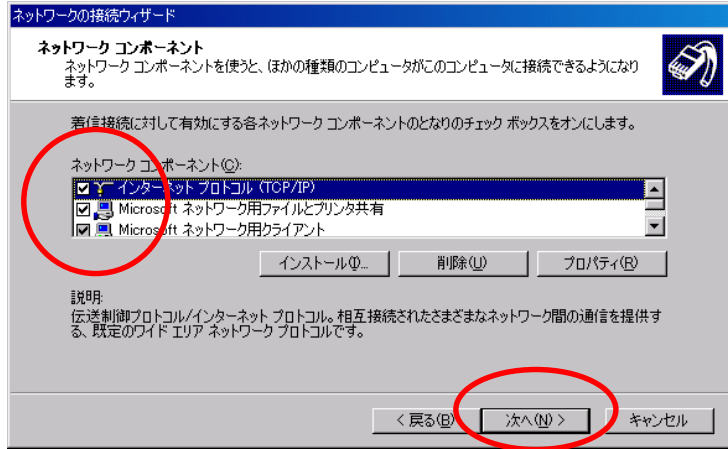 ネットワークの接続ウィザード
ネットワーク コンポーネント
ネットワーク コンポーネントを使うと、ほかの種類のコンピュータがこのコンピュータに接続できるようになり
ます。
着信接続に対して有効にする各ネットワーク コンポーネントのとなりのチェック ボックスをオンにします。
ネットワーク コンポーネント(C):
インターネット プロトコル (TCP/IP)
Microsoft ネットワーク用ファイルとプリンタ共有
Microsoft ネットワーク用クライアント
インストール(I)... 削除(U) プロパティ(R)
説明:
伝送制御プロトコル/インターネット プロトコル。相互接続されたさまざまなネットワーク間の通信を提供す
る、既定のワイド エリア ネットワーク プロトコルです。
< 戻る(B) 次へ(N) > キャンセル